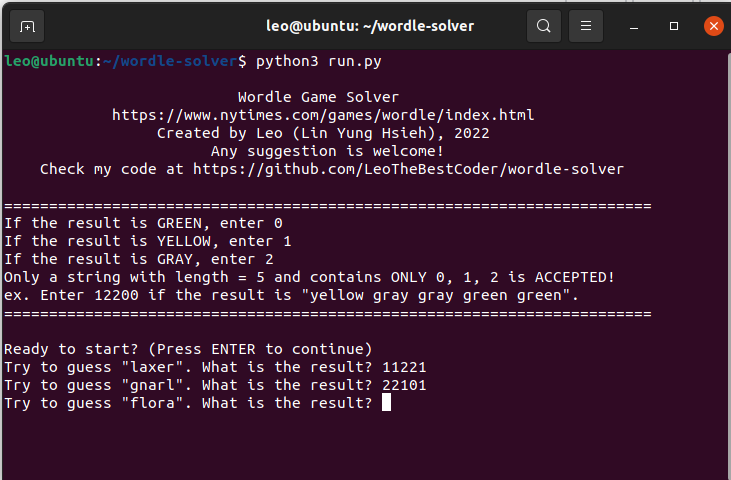 leo@ubuntu: ~/wordle-solver
leo@ubuntu:~/wordle-solver$ python3 run.py
Wordle Game Solver
https://www.nytimes.com/games/wordle/index.html
Created by Leo (Lin Yung Hsieh), 2022
Any suggestion is welcome!
Check my code at https://github.com/LeoTheBestCoder/wordle-solver
========================================================================
If the result is GREEN, enter 0
If the result is YELLOW, enter 1
If the result is GRAY, enter 2
Only a string with length = 5 and contains ONLY 0, 1, 2 is ACCEPTED!
ex. Enter 12200 if the result is "yellow gray gray green green".
========================================================================
Ready to start? (Press ENTER to continue)
Try to guess "laxer". What is the result? 11221
Try to guess "gnarl". What is the result? 22101
Try to guess "flora". What is the result?